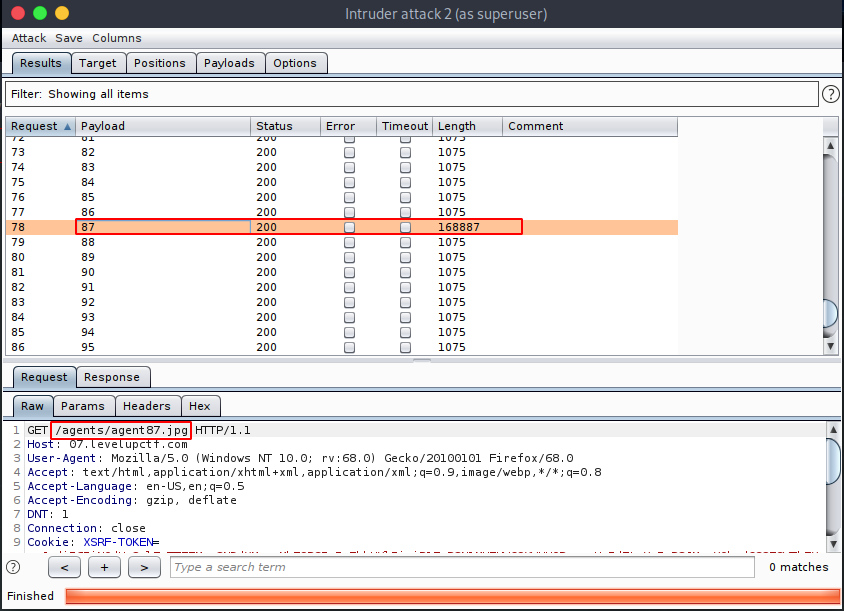 Intruder attack 2 (as superuser)
Attack Save Columns
Results Target Positions Payloads Options
Filter: Showing all items ?
Request Payload Status Error Timeout Length Comment
72 81 200 1075
73 82 200 1075
74 83 200 1075
75 84 200 1075
76 85 200 1075
77 86 200 1075
78 87 200 168887
79 88 200 1075
80 89 200 1075
81 90 200 1075
82 91 200 1075
83 92 200 1075
84 93 200 1075
85 94 200 1075
86 95 200 1075
Request Response
Raw Params Headers Hex
1 GET /agents/agent87.jpg HTTP/1.1
2 Host: 07.levelupctf.com
3 User-Agent: Mozilla/5.0 (Windows NT 10.0; rv:68.0) Gecko/20100101 Firefox/68.0
4 Accept: text/html,application/xhtml+xml,application/xml;q=0.9,image/webp,*/*;q=0.8
5 Accept-Language: en-US,en;q=0.5
6 Accept-Encoding: gzip, deflate
7 DNT: 1
8 Connection: close
9 Cookie: XSRF-TOKEN=
? < + > Type a search term 0 matches
Finished